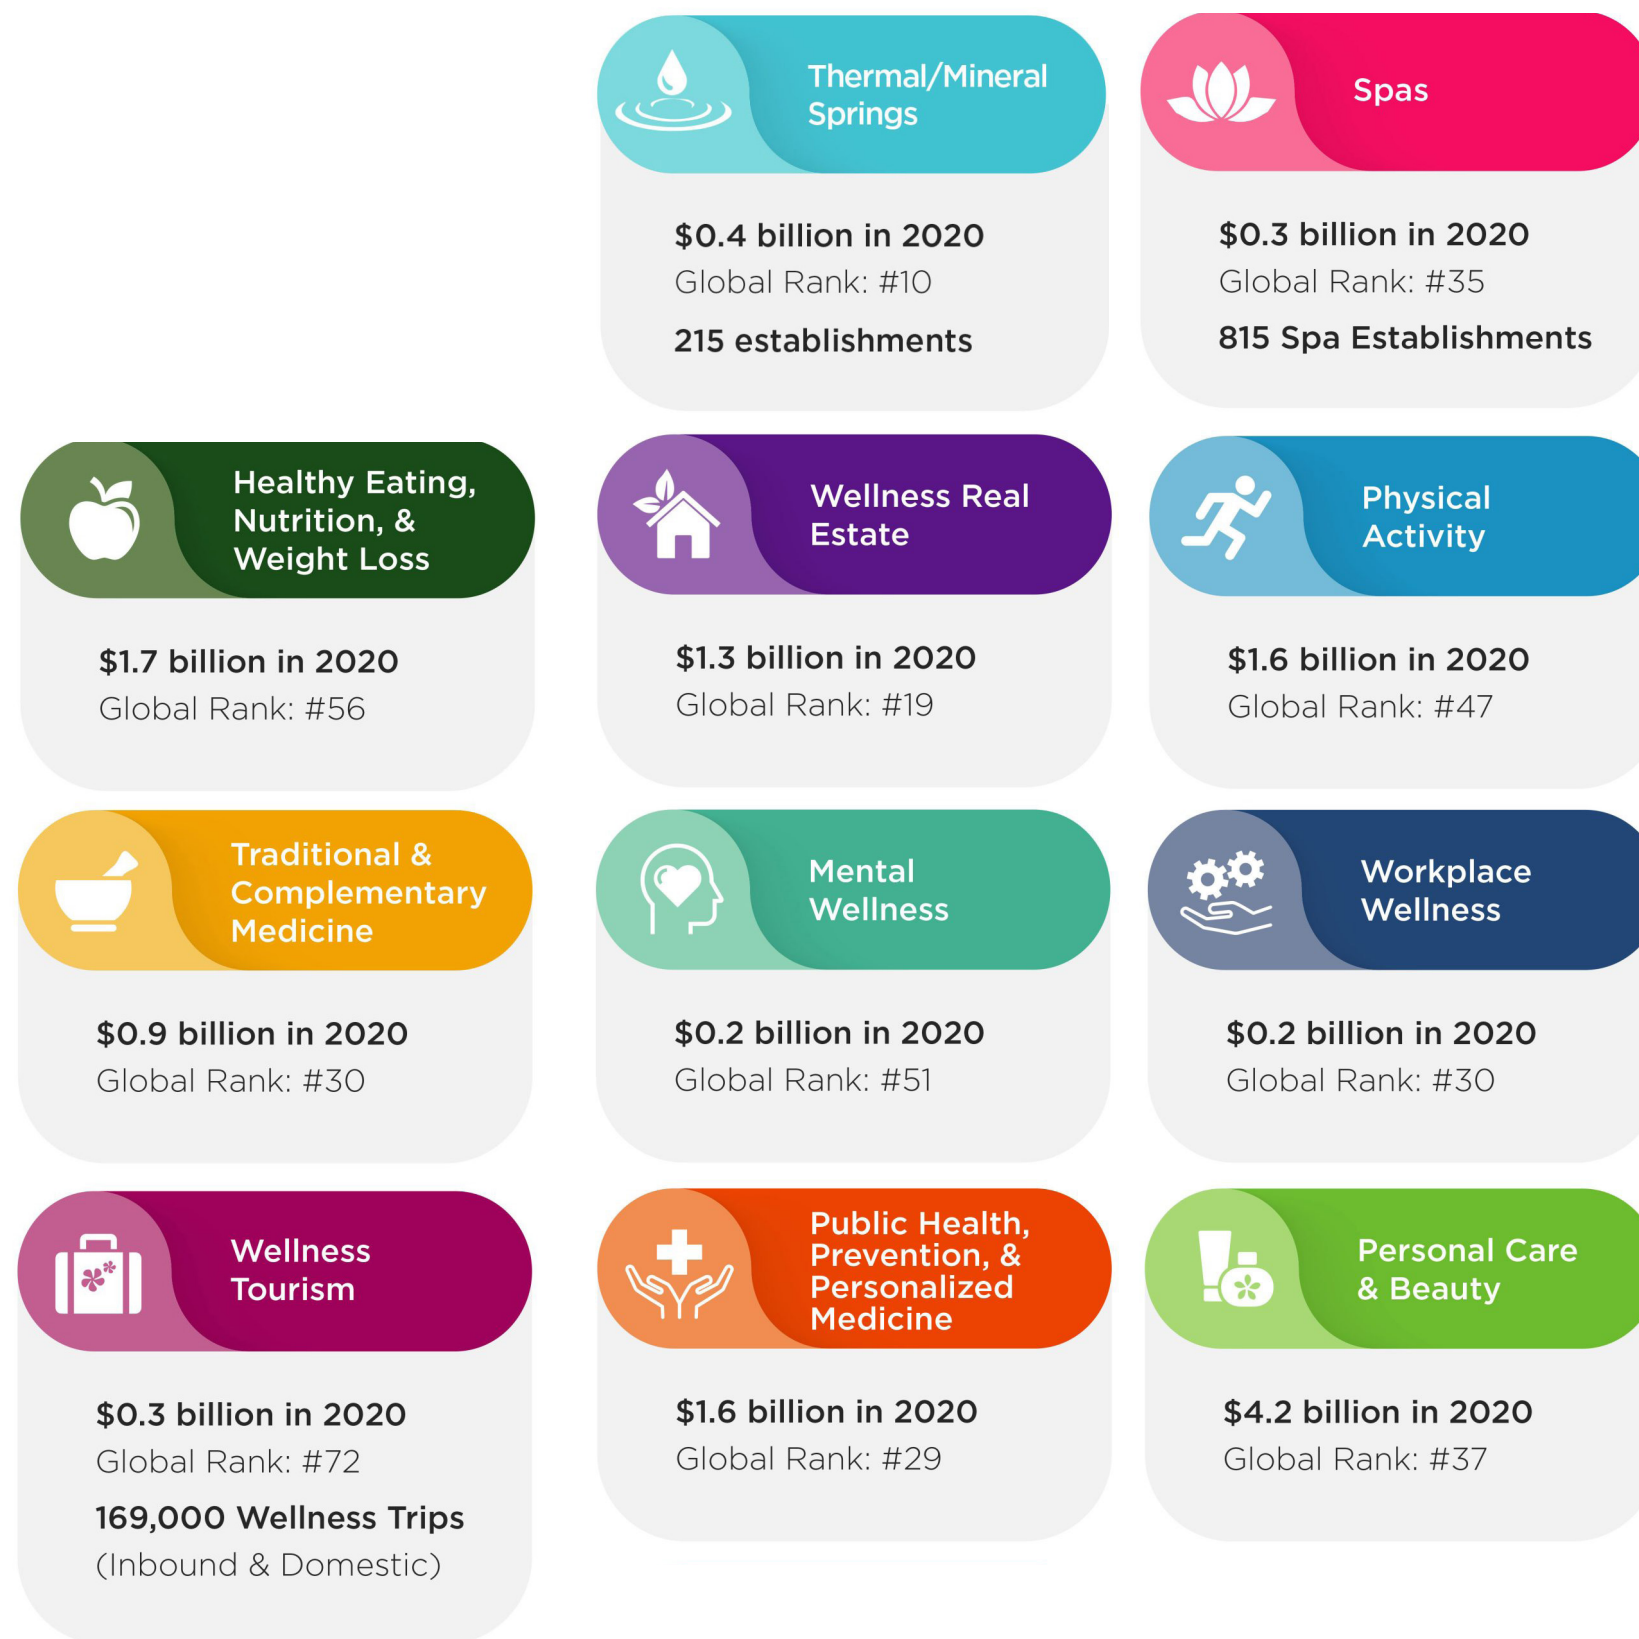 Thermal/Mineral
Springs
$0.4 billion in 2020
Global Rank: #10
215 establishments
Spas
$0.3 billion in 2020
Global Rank: #35
815 Spa Establishments
Healthy Eating,
Nutrition, &
Weight Loss
$1.7 billion in 2020
Global Rank: #56
Wellness Real
Estate
$1.3 billion in 2020
Global Rank: #19
Physical
Activity
$1.6 billion in 2020
Global Rank: #47
Traditional &
Complementary
Medicine
$0.9 billion in 2020
Global Rank: #30
Mental
Wellness
$0.2 billion in 2020
Global Rank: #51
Workplace
Wellness
$0.2 billion in 2020
Global Rank: #30
Wellness
Tourism
$0.3 billion in 2020
Global Rank: #72
169,000 Wellness Trips
(Inbound & Domestic)
Public Health,
Prevention, &
Personalized
Medicine
$1.6 billion in 2020
Global Rank: #29
Personal Care
& Beauty
$4.2 billion in 2020
Global Rank: #37